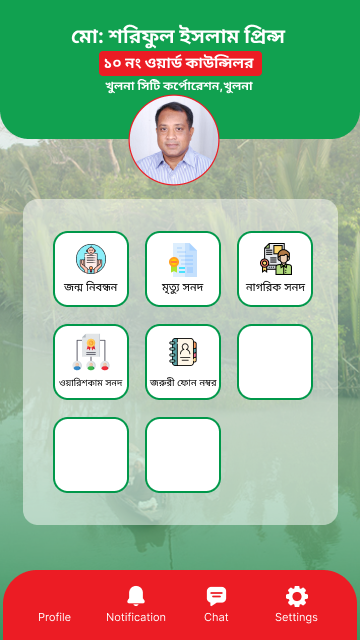 মো: শরিফুল ইসলাম প্রিন্স
১০ নং ওয়ার্ড কাউন্সিলর
খুলনা সিটি কর্পোরেশন,খুলনা
জন্ম নিবন্ধন
মৃত্যু সনদ
নাগরিক সনদ
ওয়ারিশকাম সনদ
জরুরী ফোন নম্বর
Profile
Notification
Chat
Settings